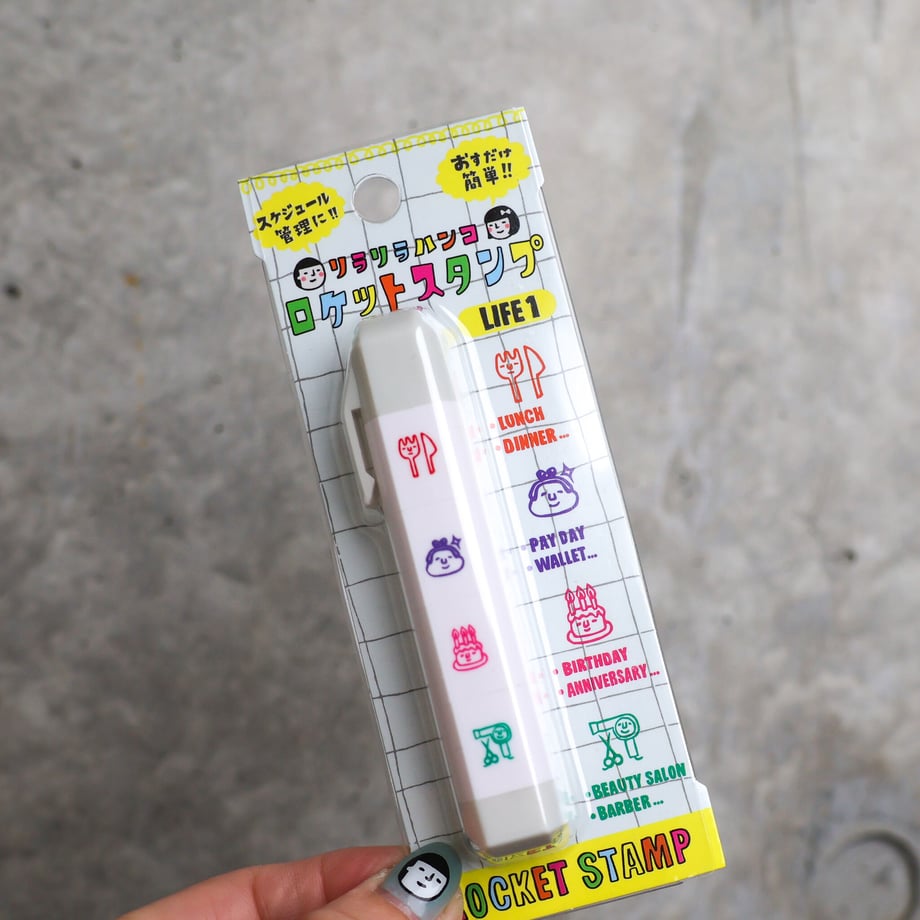 スケジュール
管理に!!
おすだけ
簡単!!
リラリラハンコ
ロケットスタンプ
LIFE 1
・LUNCH
・DINNER...
・PAY DAY
・WALLET...
・BIRTHDAY
・ANNIVERSARY...
・BEAUTY SALON
・BARBER...
OCKET STAMP